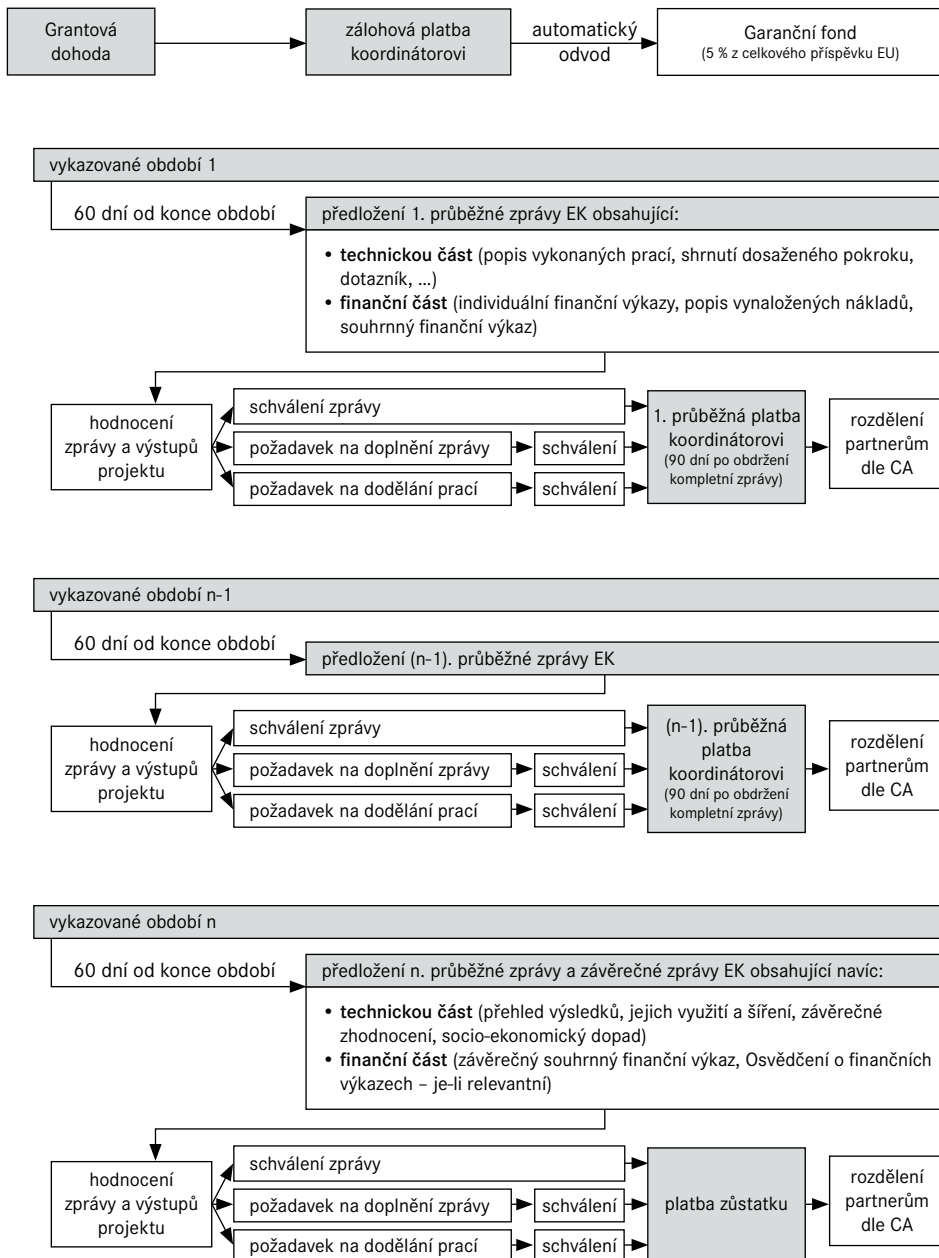 Grantová
dohoda
zálohová platba
koordinátorovi
automatický
odvod
Garanční fond
(5 % z celkového příspěvku EU)
vykazované období 1
60 dní od konce období
předložení 1. průběžné zprávy EK obsahující:
• technickou část (popis vykonaných prací, shrnutí dosaženého pokroku,
dotazník, ...)
• finanční část (individuální finanční výkazy, popis vynaložených nákladů,
souhrnný finanční výkaz)
hodnocení
zprávy a výstupů
projektu
schválení zprávy
požadavek na doplnění zprávy
schválení
požadavek na dodělání prací
schválení
1. průběžná platba
koordinátorovi
(90 dní po obdržení
kompletní zprávy)
rozdělení
partnerům
dle CA
vykazované období n-1
60 dní od konce období
předložení (n-1). průběžné zprávy EK
hodnocení
zprávy a výstupů
projektu
schválení zprávy
požadavek na doplnění zprávy
schválení
požadavek na dodělání prací
schválení
(n-1). průběžná
platba
koordinátorovi
(90 dní po obdržení
kompletní zprávy)
rozdělení
partnerům
dle CA
vykazované období n
60 dní od konce období
předložení n. průběžné zprávy a závěrečné zprávy EK obsahující navíc:
• technickou část (přehled výsledků, jejich využití a šíření, závěrečné
zhodnocení, socio-ekonomický dopad)
• finanční část (závěrečný souhrnný finanční výkaz, Osvědčení o finančních
výkazech – je-li relevantní)
hodnocení
zprávy a výstupů
projektu
schválení zprávy
požadavek na doplnění zprávy
schválení
požadavek na dodělání prací
schválení
platba zůstatku
rozdělení
partnerům
dle CA